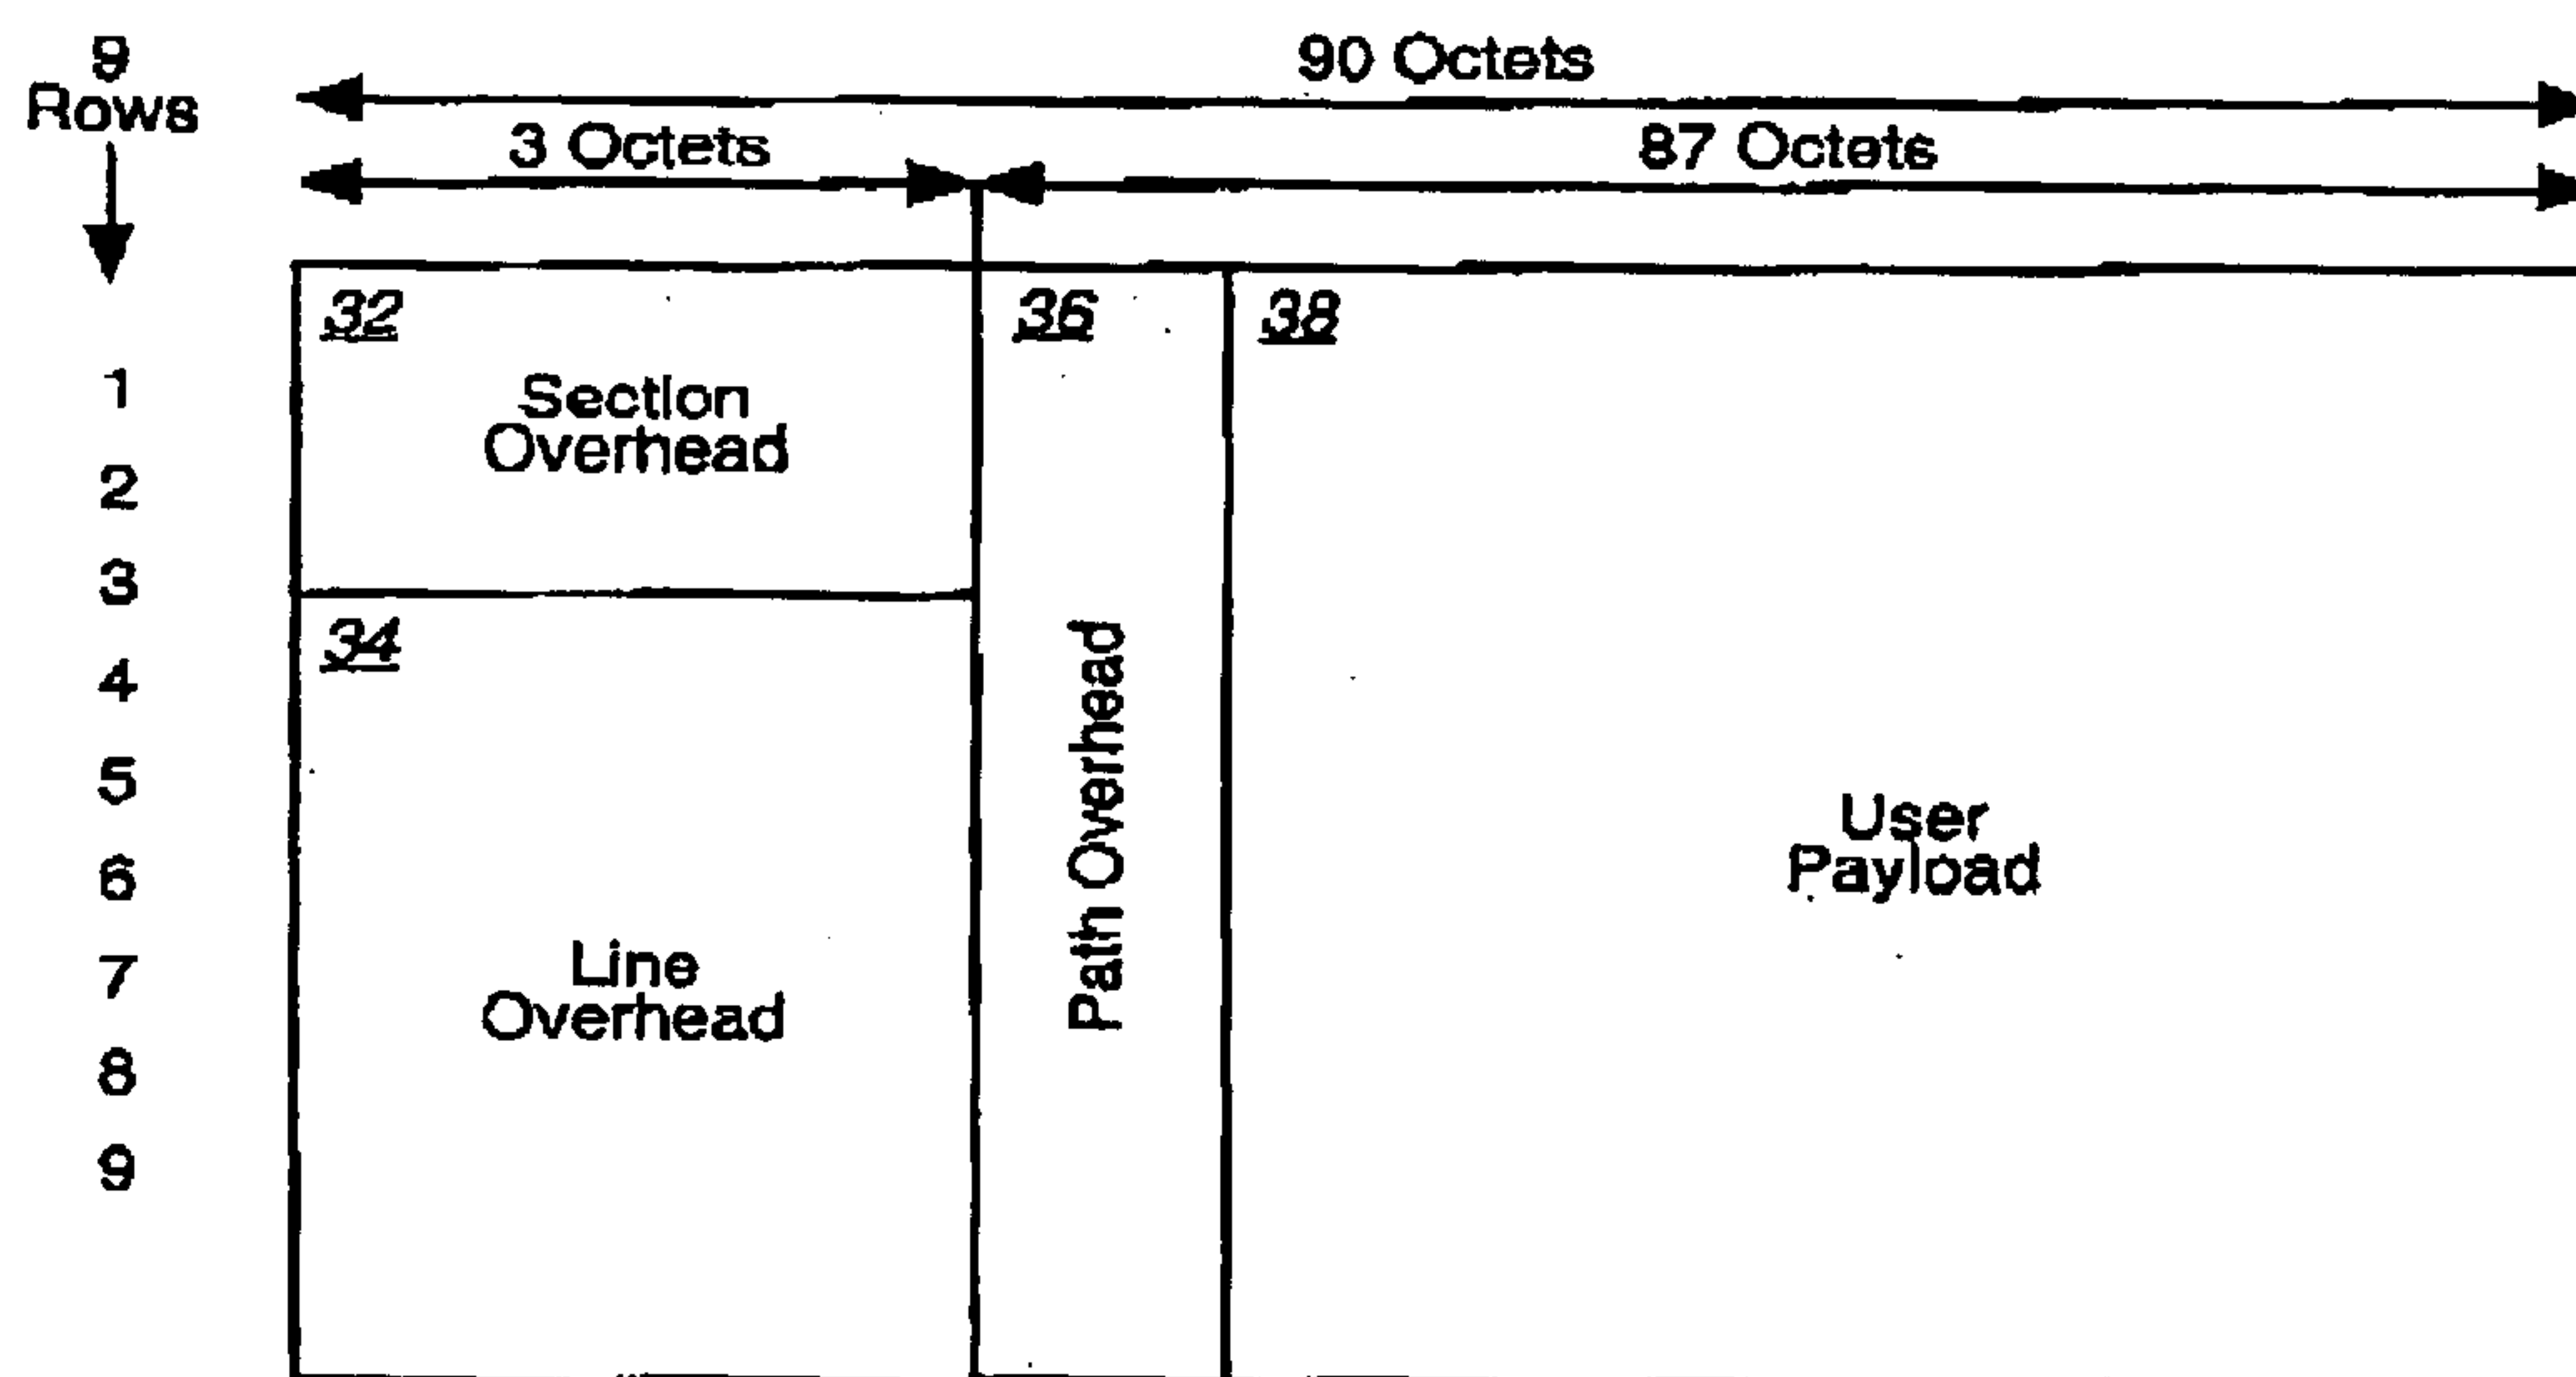 9
Rows
90 Octets
3 Octets
87 Octets
32
36
38
Section
Overhead
34
Line
Overhead
Path Overhead
User
Payload
1
2
3
4
5
6
7
8
9